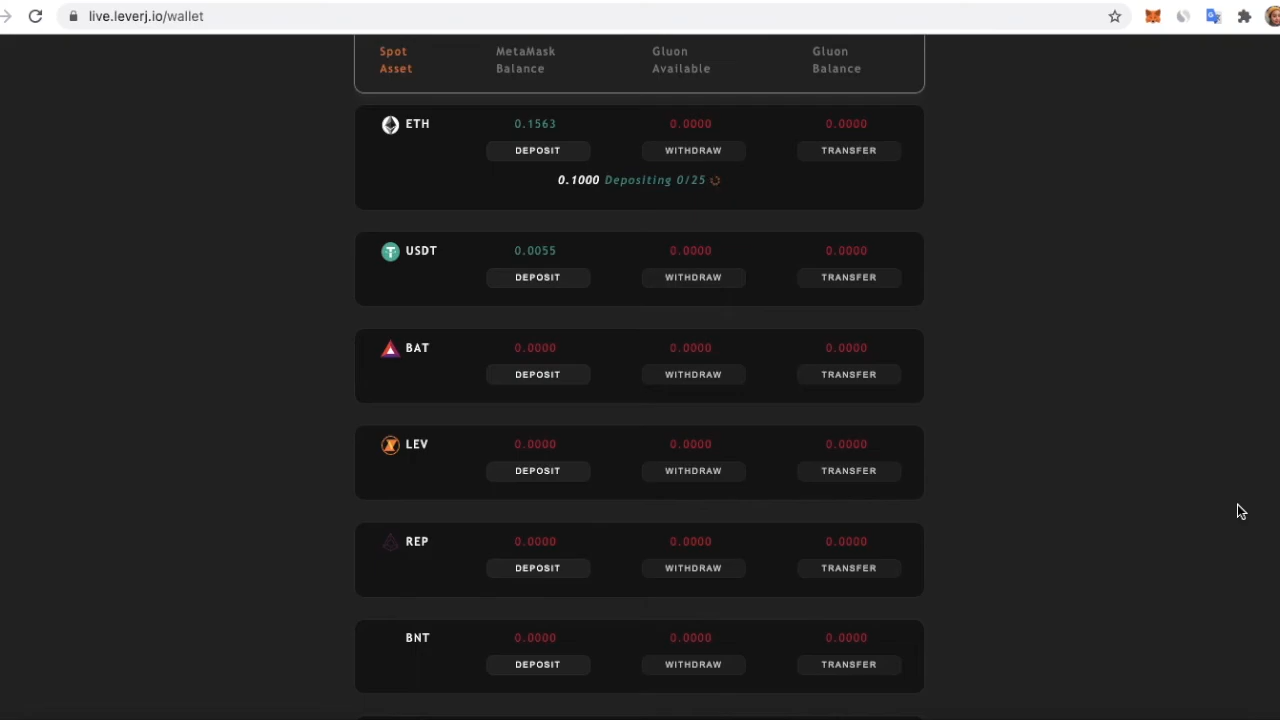 live.leverj.io/wallet
Spot Asset MetaMask Balance Gluon Available Gluon Balance
ETH 0.1563 0.0000 0.0000
DEPOSIT WITHDRAW TRANSFER
0.1000 Depositing 0/25
USDT 0.0055 0.0000 0.0000
DEPOSIT WITHDRAW TRANSFER
BAT 0.0000 0.0000 0.0000
DEPOSIT WITHDRAW TRANSFER
LEV 0.0000 0.0000 0.0000
DEPOSIT WITHDRAW TRANSFER
REP 0.0000 0.0000 0.0000
DEPOSIT WITHDRAW TRANSFER
BNT 0.0000 0.0000 0.0000
DEPOSIT WITHDRAW TRANSFER